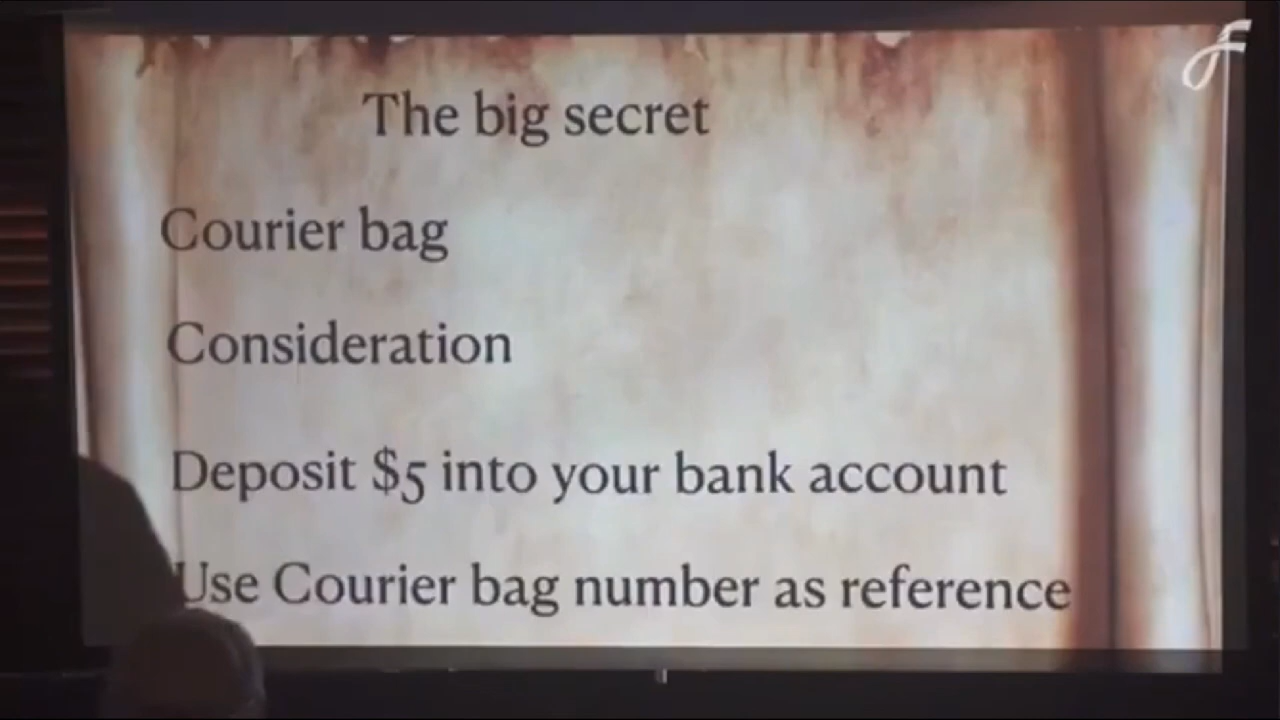 The big secret
Courier bag
Consideration
Deposit $5 into your bank account
Use Courier bag number as reference